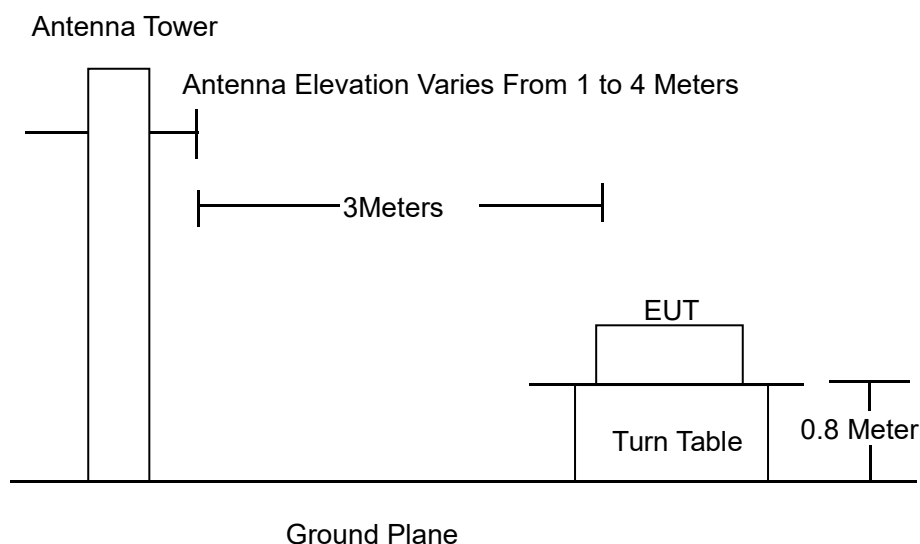 Antenna Tower
Antenna Elevation Varies From 1 to 4 Meters
3Meters
EUT
Turn Table
0.8 Meter
Ground Plane